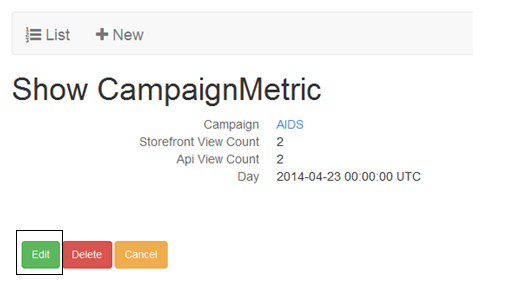 List New
Show CampaignMetric
Campaign AIDS
Storefront View Count 2
Api View Count 2
Day 2014-04-23 00:00:00 UTC
Edit Delete Cancel